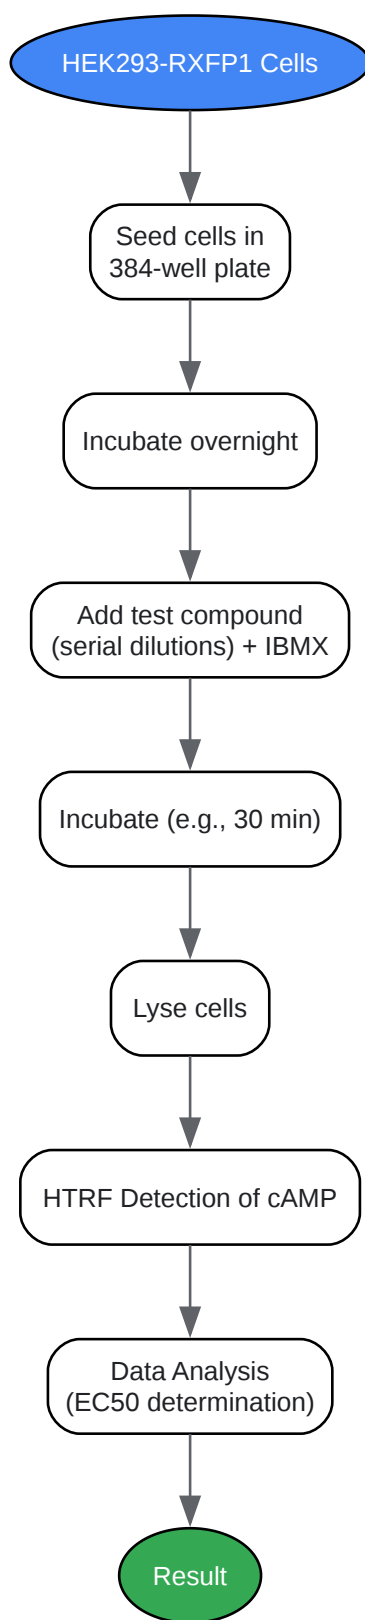 HEK293-RXFP1 Cells
Seed cells in
384-well plate
Incubate overnight
Add test compound
(serial dilutions) + IBMX
Incubate (e.g., 30 min)
Lyse cells
HTRF Detection of cAMP
Data Analysis
(EC50 determination)
Result